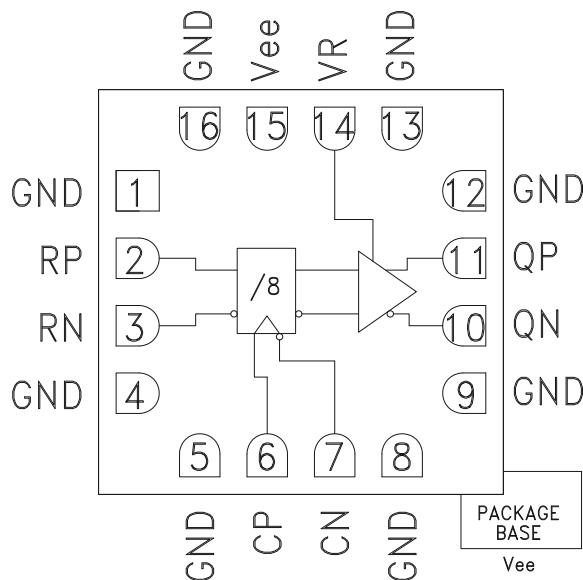 GND
Vee
VR
GND
16
15
14
13
GND 1
12 GND
RP 2
/8
11 QP
RN 3
10 QN
GND 4
9 GND
5
6
7
8
GND
CP
CN
GND
PACKAGE
BASE
Vee